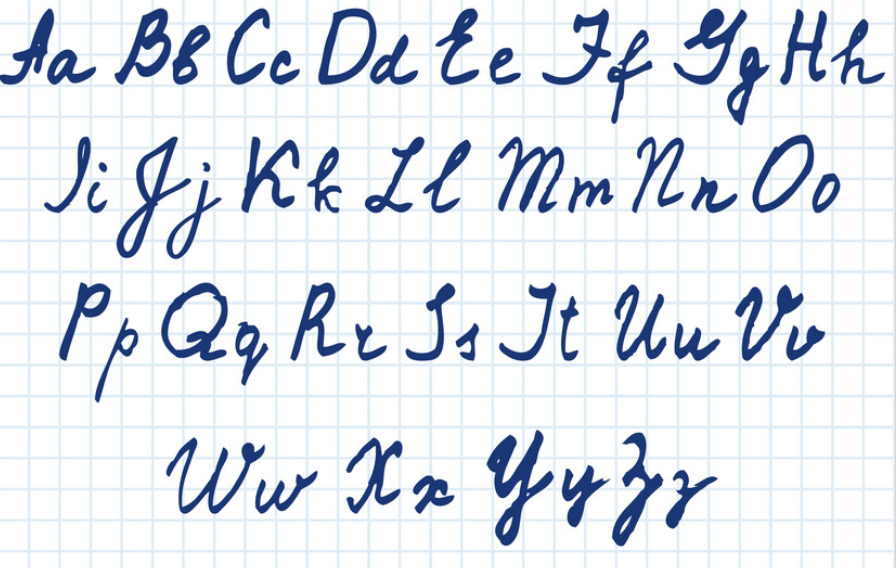 Aa Bb Cc Dd Ee Ff Gg Hh
Ii Jj Kk Ll Mm Nn Oo
Pp Qq Rr Ss Tt Uu Vv
Ww Xx Yy Zz